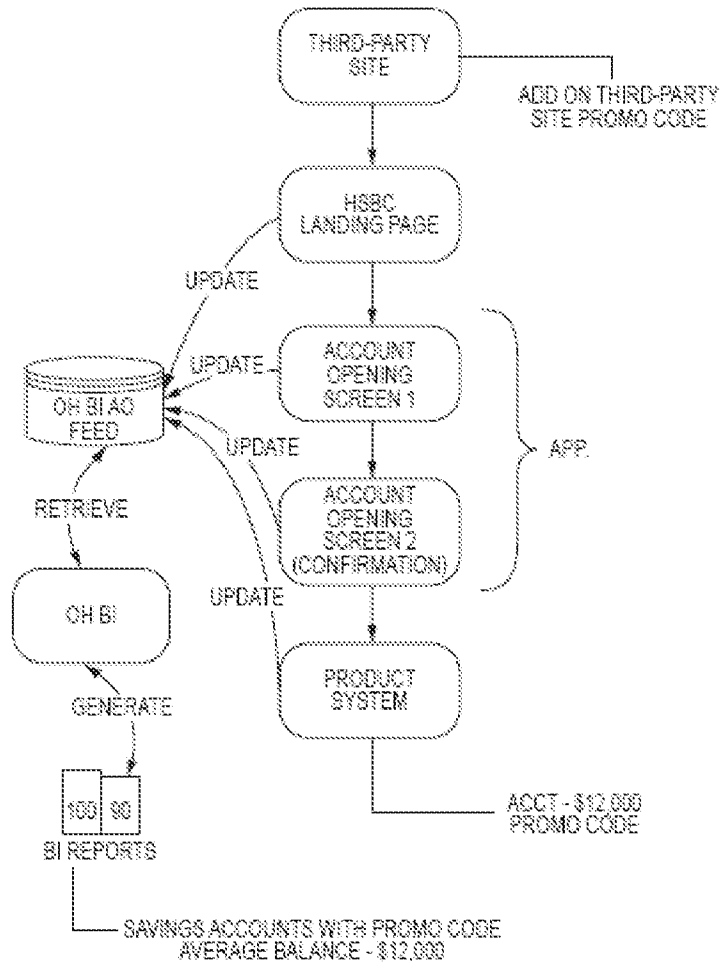 THIRD-PARTY
SITE
ADD ON THIRD-PARTY
SITE PROMO CODE
HSBC
LANDING PAGE
UPDATE
ACCOUNT
OPENING
SCREEN 1
UPDATE
OH BI AO
FEED
APP.
UPDATE
ACCOUNT
OPENING
SCREEN 2
(CONFIRMATION)
RETRIEVE
UPDATE
OH BI
PRODUCT
SYSTEM
GENERATE
100 90
BI REPORTS
ACCT - $12,000
PROMO CODE
SAVINGS ACCOUNTS WITH PROMO CODE
AVERAGE BALANCE - $12,000